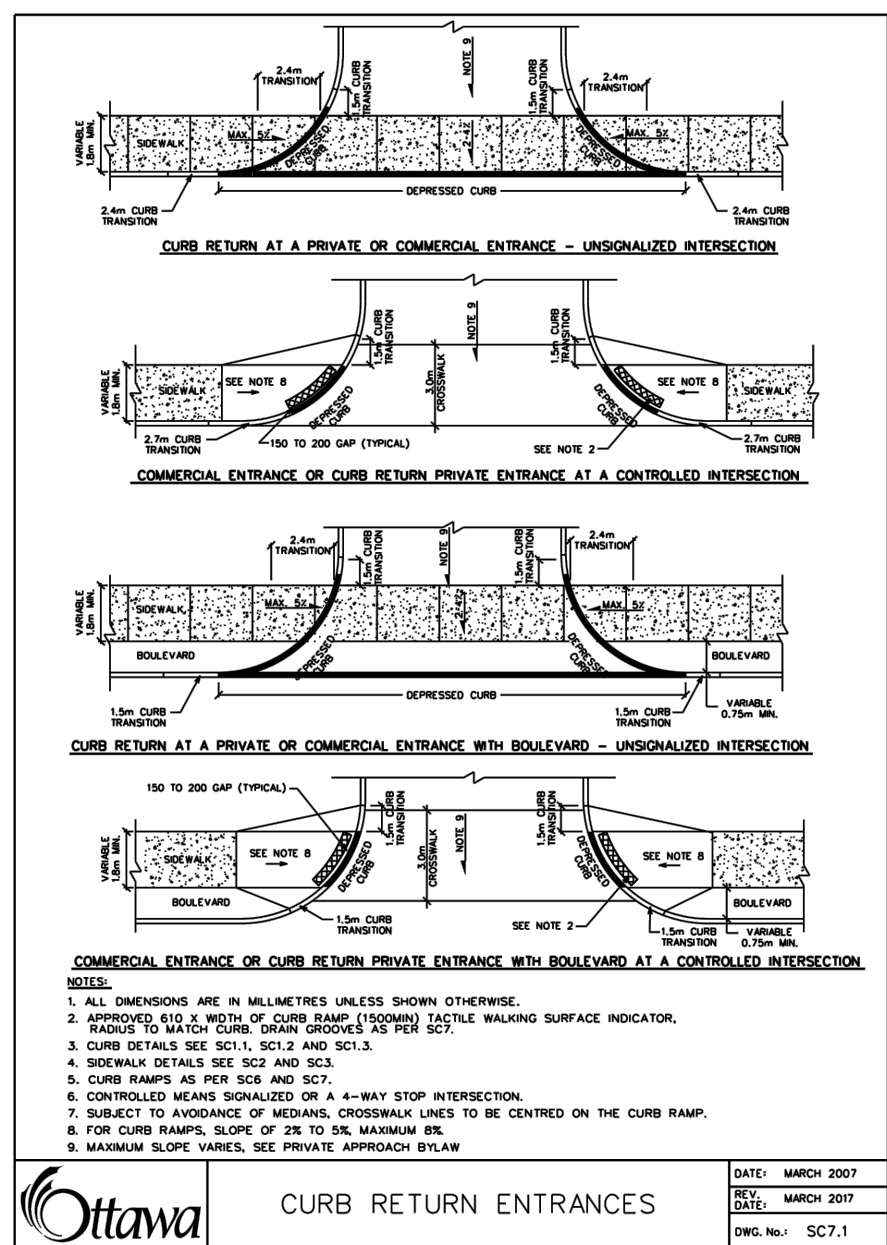 2.4m
TRANSITION
1.5m CURB
TRANSITION
NOTE 9
1.5m CURB
TRANSITION
2.4m
TRANSITION
VARIABLE
1.8m MIN.
SIDEWALK
MAX. 5%
DEPRESSED
CURB
2-4%
DEPRESSED
CURB
MAX. 5%
DEPRESSED CURB
2.4m CURB
TRANSITION
2.4m CURB
TRANSITION
CURB RETURN AT A PRIVATE OR COMMERCIAL ENTRANCE - UNSIGNALIZED INTERSECTION
1.5m CURB
TRANSITION
NOTE 9
1.5m CURB
TRANSITION
VARIABLE
1.8m MIN.
SIDEWALK
SEE NOTE 8
DEPRESSED
CURB
3.0m
CROSSWALK
DEPRESSED
CURB
SEE NOTE 8
SIDEWALK
2.7m CURB
TRANSITION
150 TO 200 GAP (TYPICAL)
SEE NOTE 2
2.7m CURB
TRANSITION
COMMERCIAL ENTRANCE OR CURB RETURN PRIVATE ENTRANCE AT A CONTROLLED INTERSECTION
2.4m
TRANSITION
1.5m CURB
TRANSITION
NOTE 9
1.5m CURB
TRANSITION
2.4m
TRANSITION
VARIABLE
1.8m MIN.
SIDEWALK
MAX. 5%
2-4%
MAX. 5%
BOULEVARD
DEPRESSED
CURB
DEPRESSED
CURB
BOULEVARD
DEPRESSED CURB
1.5m CURB
TRANSITION
1.5m CURB
TRANSITION
VARIABLE
0.75m MIN.
CURB RETURN AT A PRIVATE OR COMMERCIAL ENTRANCE WITH BOULEVARD - UNSIGNALIZED INTERSECTION
150 TO 200 GAP (TYPICAL)
1.5m CURB
TRANSITION
NOTE 9
1.5m CURB
TRANSITION
VARIABLE
1.8m MIN.
SIDEWALK
SEE NOTE 8
DEPRESSED
CURB
3.0m
CROSSWALK
DEPRESSED
CURB
SEE NOTE 8
SIDEWALK
BOULEVARD
BOULEVARD
1.5m CURB
TRANSITION
SEE NOTE 2
1.5m CURB
TRANSITION
VARIABLE
0.75m MIN.
COMMERCIAL ENTRANCE OR CURB RETURN PRIVATE ENTRANCE WITH BOULEVARD AT A CONTROLLED INTERSECTION
NOTES:
1. ALL DIMENSIONS ARE IN MILLIMETRES UNLESS SHOWN OTHERWISE.
2. APPROVED 610 X WIDTH OF CURB RAMP (1500MIN) TACTILE WALKING SURFACE INDICATOR,
RADIUS TO MATCH CURB. DRAIN GROOVES AS PER SC7.
3. CURB DETAILS SEE SC1.1, SC1.2 AND SC1.3.
4. SIDEWALK DETAILS SEE SC2 AND SC3.
5. CURB RAMPS AS PER SC6 AND SC7.
6. CONTROLLED MEANS SIGNALIZED OR A 4-WAY STOP INTERSECTION.
7. SUBJECT TO AVOIDANCE OF MEDIANS, CROSSWALK LINES TO BE CENTRED ON THE CURB RAMP.
8. FOR CURB RAMPS, SLOPE OF 2% TO 5%, MAXIMUM 8%.
9. MAXIMUM SLOPE VARIES, SEE PRIVATE APPROACH BYLAW
Ottawa
CURB RETURN ENTRANCES
DATE: MARCH 2007
REV.
DATE: MARCH 2017
DWG. No.: SC7.1